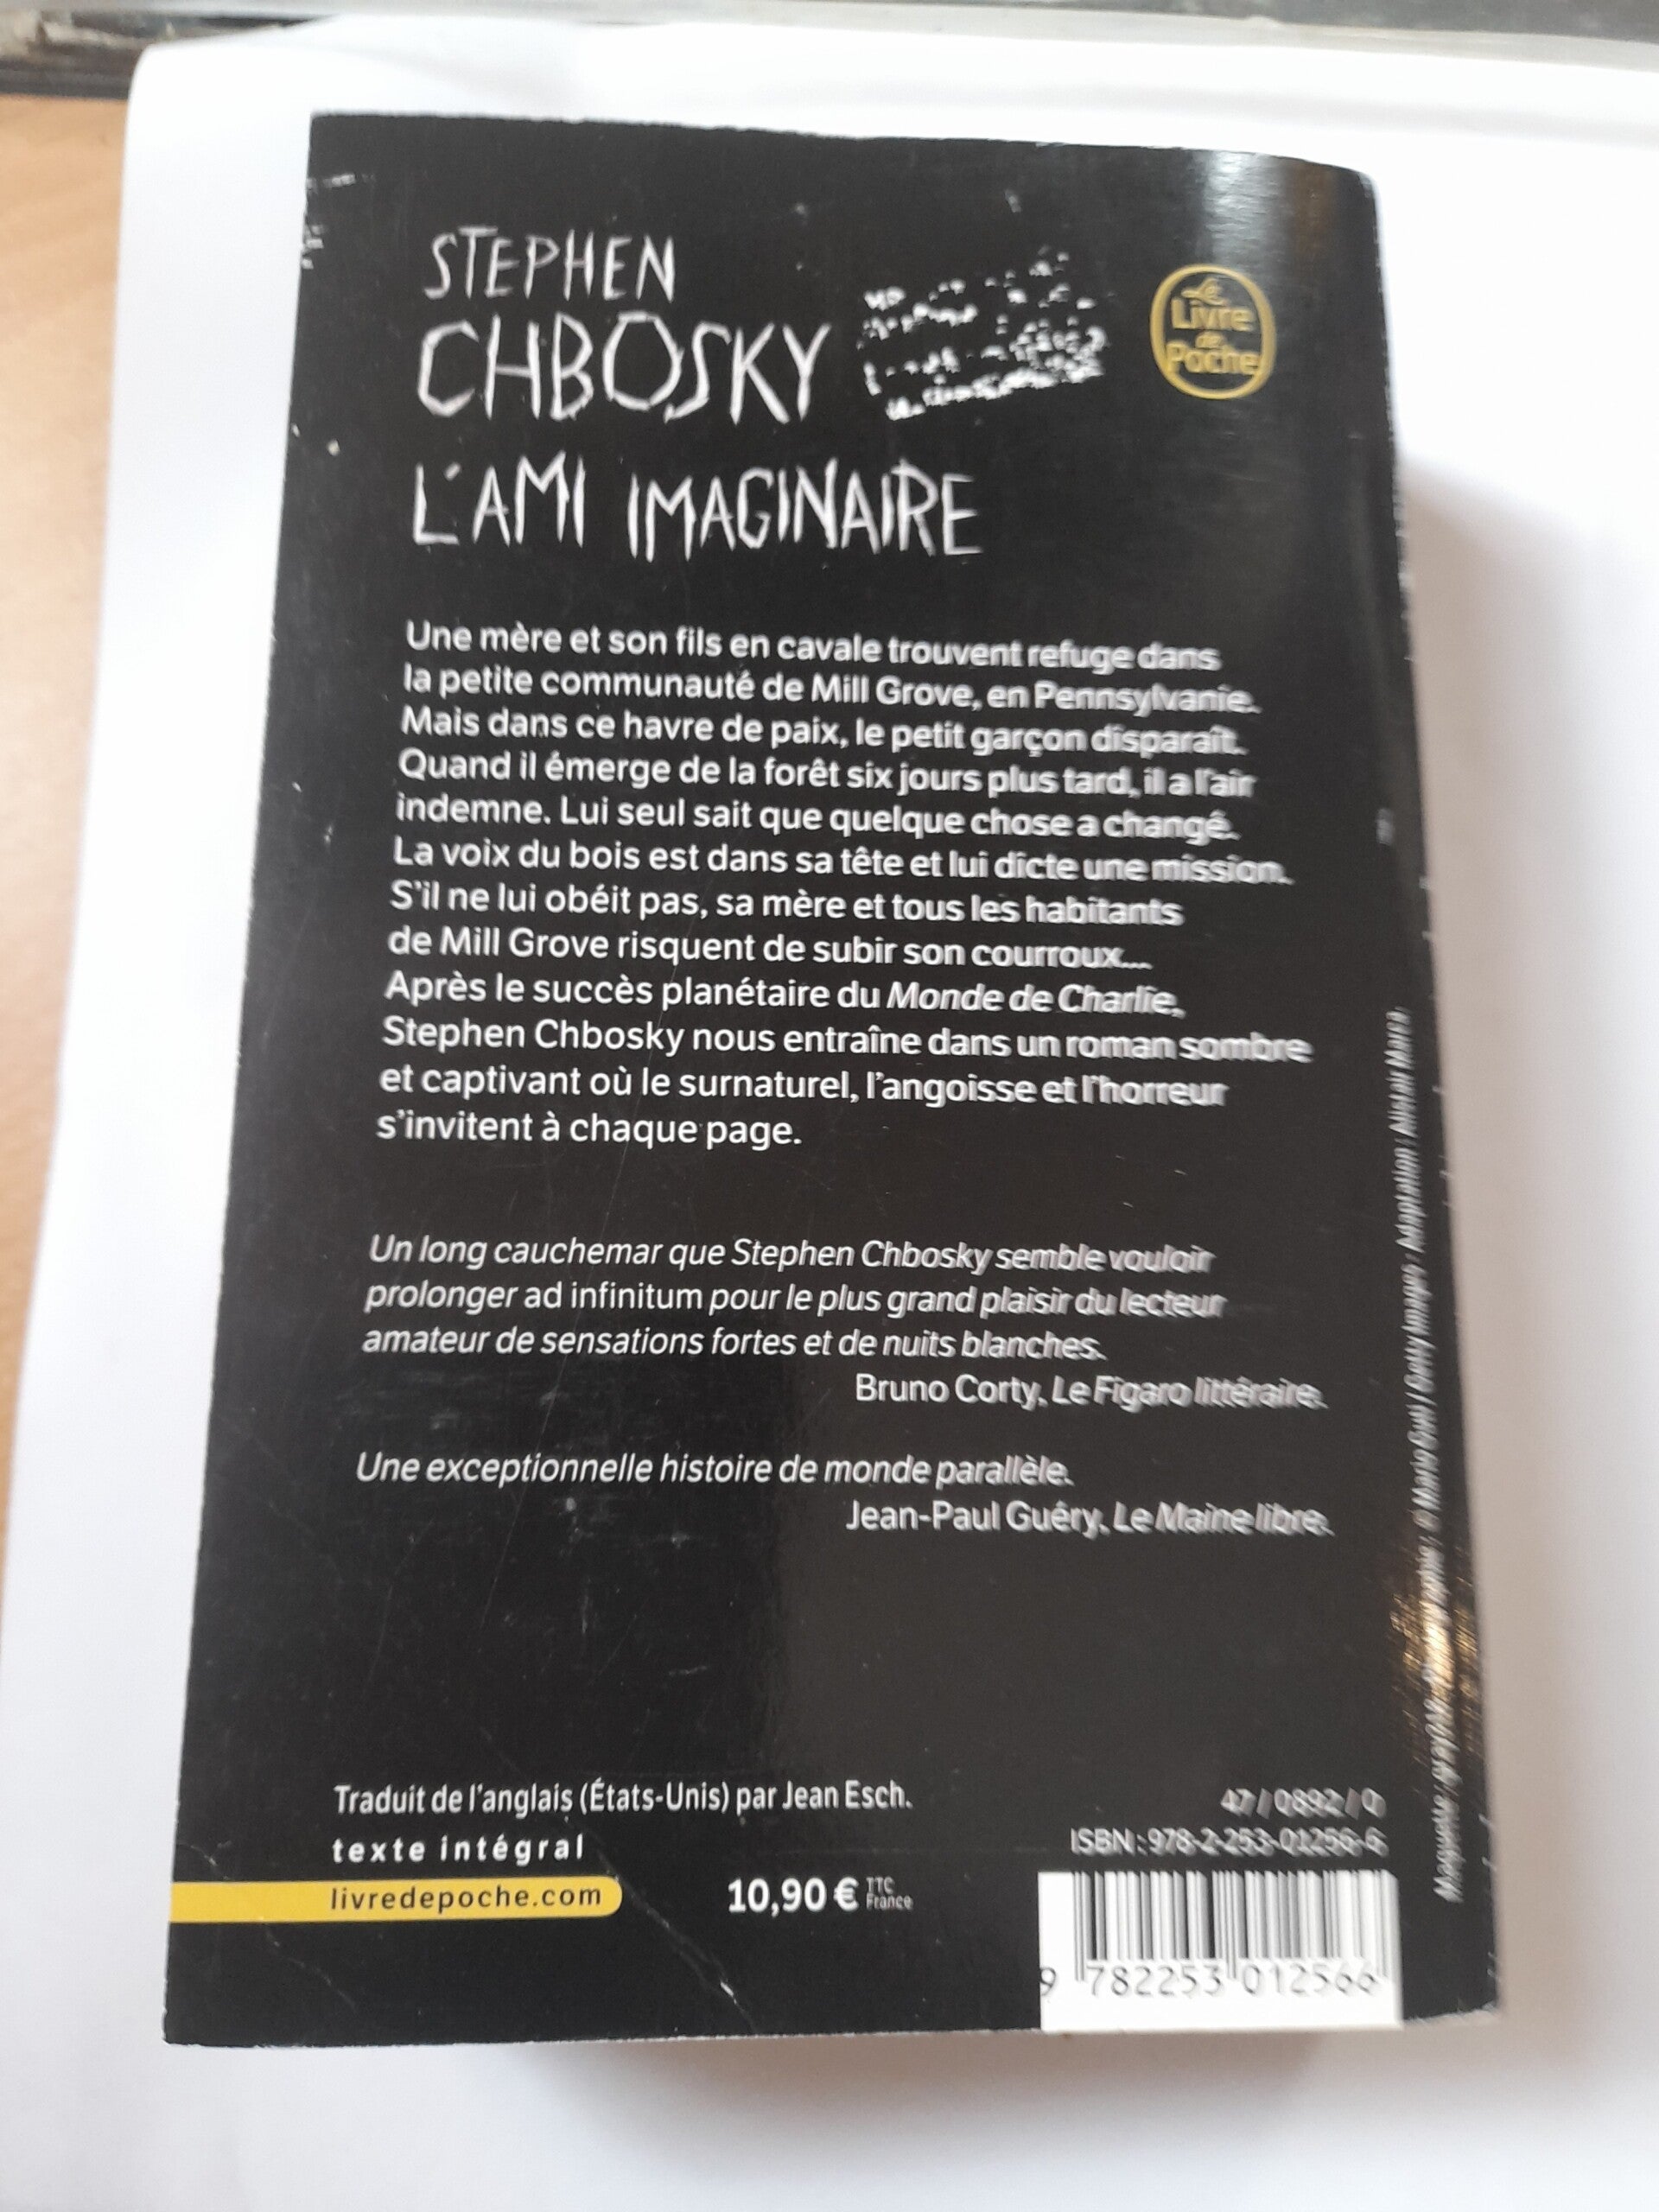 STEPHEN
CHBOSKY
L'AMI IMAGINAIRE
Le
Livre
de
Poche
Une mère et son fils en cavale trouvent refuge dans
la petite communauté de Mill Grove, en Pennsylvanie.
Mais dans ce havre de paix, le petit garçon disparaît.
Quand il émerge de la forêt six jours plus tard, il a l'air
indemne. Lui seul sait que quelque chose a changé.
La voix du bois est dans sa tête et lui dicte une mission.
S'il ne lui obéit pas, sa mère et tous les habitants
de Mill Grove risquent de subir son courroux...
Après le succès planétaire du Monde de Charlie,
Stephen Chbosky nous entraîne dans un roman sombre
et captivant où le surnaturel, l'angoisse et l'horreur
s'invitent à chaque page.
Un long cauchemar que Stephen Chbosky semble vouloir
prolonger ad infinitum pour le plus grand plaisir du lecteur
amateur de sensations fortes et de nuits blanches.
Bruno Corty, Le Figaro littéraire.
Une exceptionnelle histoire de monde parallèle.
Jean-Paul Guéry, Le Maine libre.
Traduit de l'anglais (États-Unis) par Jean Esch.
texte intégral
livredepoche.com
10,90 € TTC
France
47/0892/0
ISBN : 978-2-253-01256-6
9 782253 012566
Maquette : © / Getty Images. Adaptation :